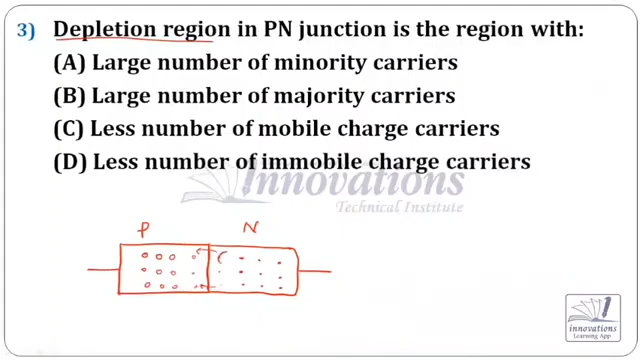 3) Depletion region in PN junction is the region with:
(A) Large number of minority carriers
(B) Large number of majority carriers
(C) Less number of mobile charge carriers
(D) Less number of immobile charge carriers
Innovations
Technical Institute
P N
innovations
Learning App